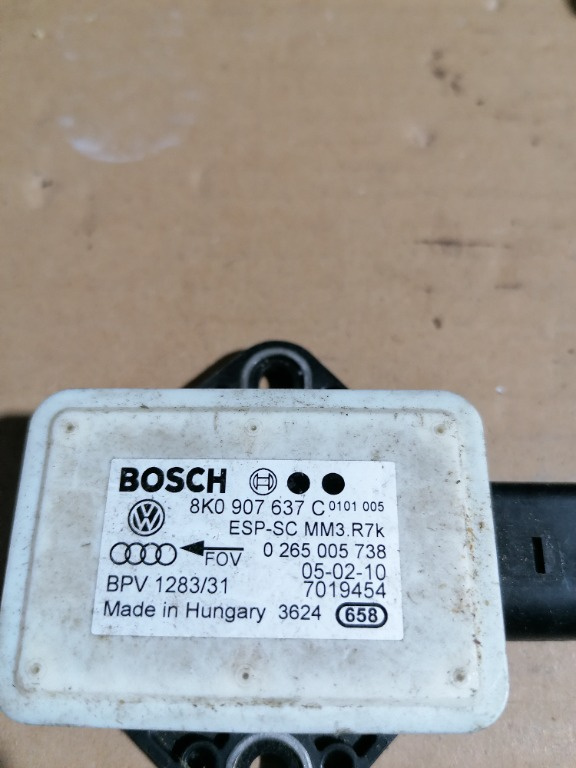 BOSCH
8K0 907 637 C 0101 005
ESP-SC MM3.R7k
FOV 0 265 005 738
05-02-10
BPV 1283/31 7019454
Made in Hungary 3624 658